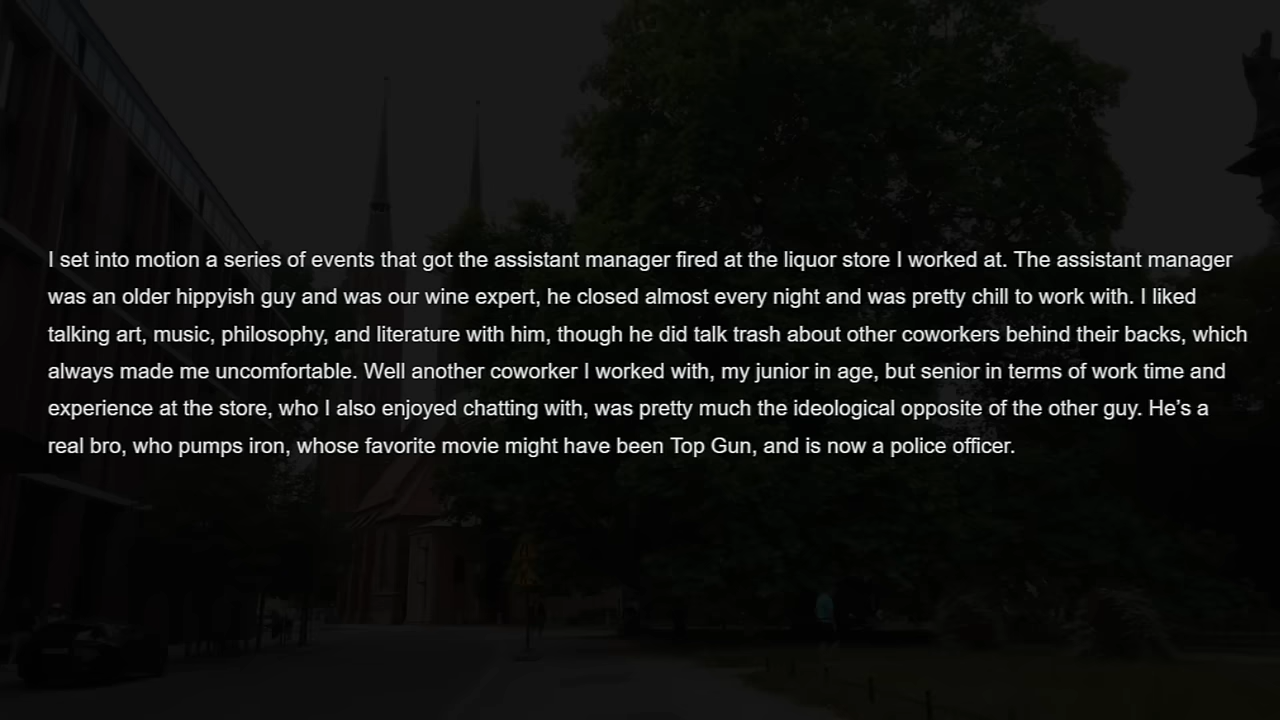 I set into motion a series of events that got the assistant manager fired at the liquor store I worked at. The assistant manager
was an older hippyish guy and was our wine expert, he closed almost every night and was pretty chill to work with. I liked
talking art, music, philosophy, and literature with him, though he did talk trash about other coworkers behind their backs, which
always made me uncomfortable. Well another coworker I worked with, my junior in age, but senior in terms of work time and
experience at the store, who I also enjoyed chatting with, was pretty much the ideological opposite of the other guy. He’s a
real bro, who pumps iron, whose favorite movie might have been Top Gun, and is now a police officer.